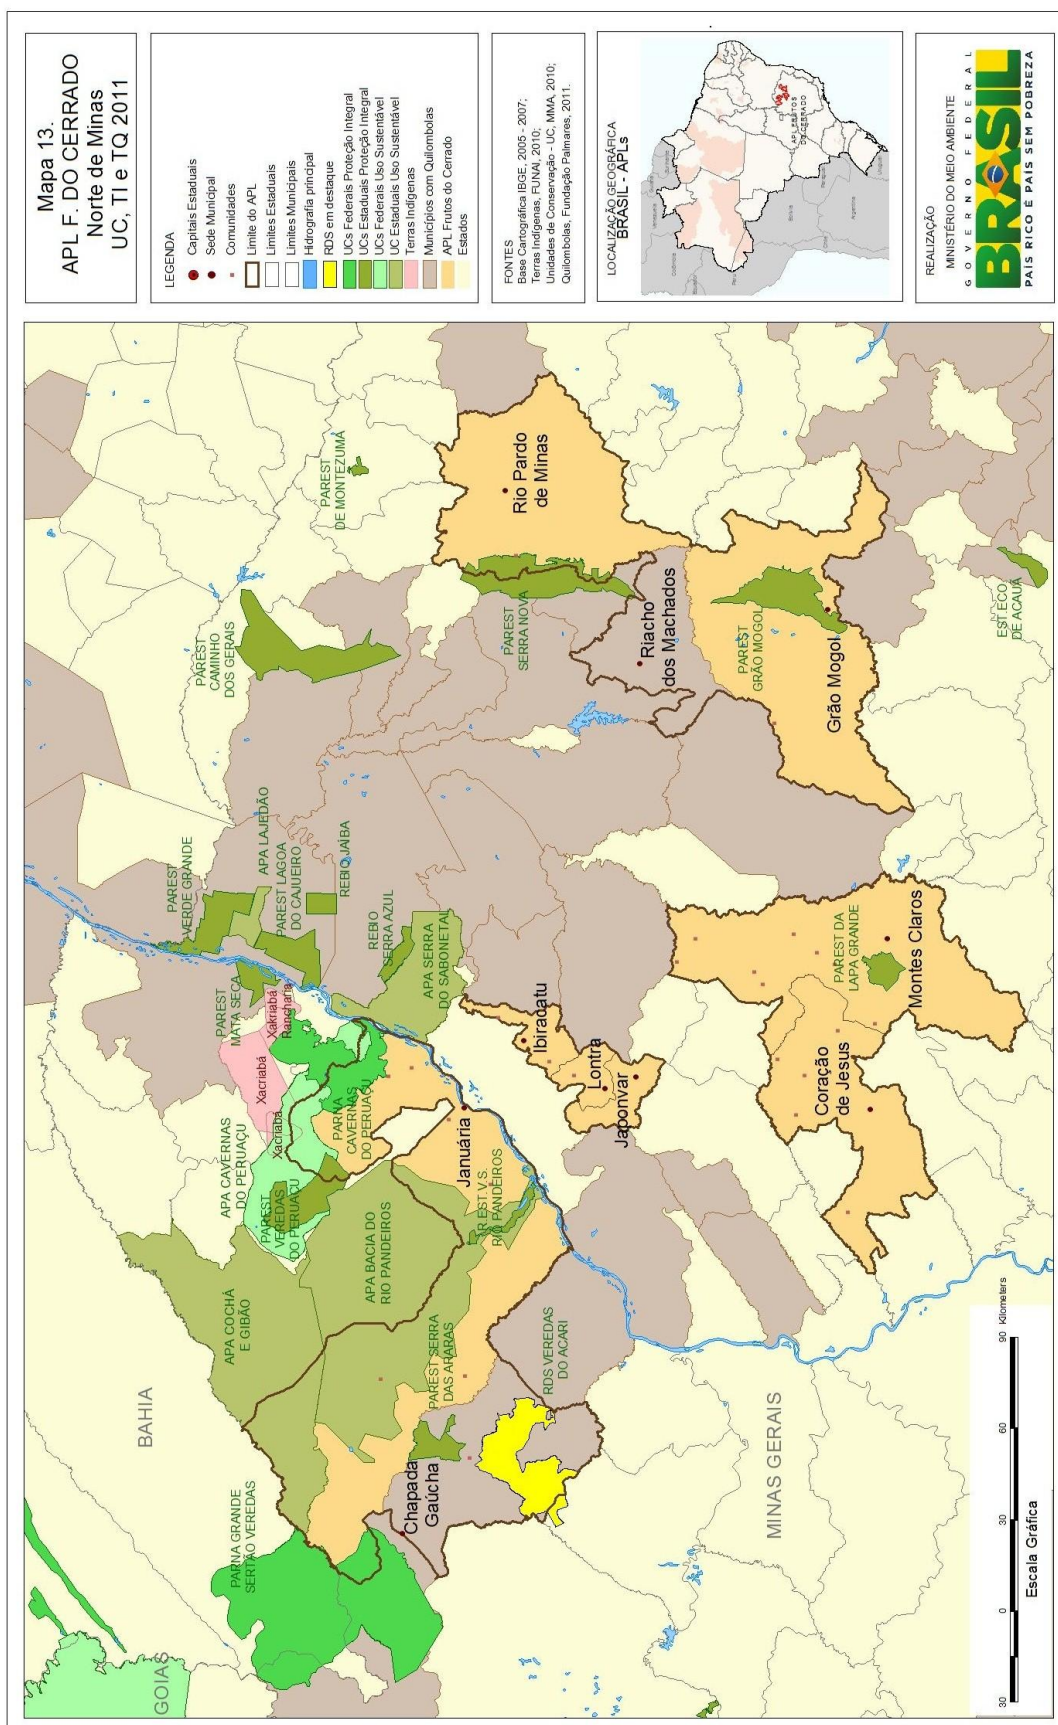 Mapa 13.
APL F. DO CERRADO
Norte de Minas
UC, TI e TQ 2011
LEGENDA
Capitais Estaduais
Sede Municipal
Comunidades
Limite do APL
Limites Estaduais
Limites Municipais
Hidrografia principal
RDS em destaque
UCs Federais Proteção Integral
UCs Estaduais Proteção Integral
UCs Federais Uso Sustentável
UC Estaduais Uso Sustentável
Terras Indígenas
Municípios com Quilombolas
APL Frutos do Cerrado
Estados
FONTES
Base Cartográfica IBGE, 2005 - 2007;
Terras Indígenas, FUNAI, 2010;
Unidades de Conservação - UC, MMA, 2010;
Quilombolas, Fundação Palmares, 2011.
LOCALIZAÇÃO GEOGRÁFICA
BRASIL - APLs
APL FRUTOS
DO CERRADO
REALIZAÇÃO
MINISTÉRIO DO MEIO AMBIENTE
GOVERNO FEDERAL
BRASIL
PAÍS RICO É PAÍS SEM POBREZA
GOIAS
BAHIA
MINAS GERAIS
PARNA GRANDE
SERTÃO VEREDAS
APA COCHÁ
E GIBÃO
APA CAVERNAS
DO PERUAÇU
PAREST
VEREDAS
DO PERUAÇU
Xacriabá
Xacriabá
Xakriabá
Rancharia
PAREST
MATA SECA
PAREST
VERDE GRANDE
APA LAJEDÃO
PAREST LAGOA
DO CAJUEIRO
REBIO JAÍBA
REBIO
SERRA AZUL
APA SERRA
DO SABONETAL
PAREST
CAMINHO
DOS GERAIS
PAREST
DE MONTEZUMA
PARNA
CAVERNAS
DO PERUAÇU
APA BACIA DO
RIO PANDEIROS
Januária
AR EST. V.S.
RIO PANDEIROS
PAREST SERRA
DAS ARARAS
Chapada
Gaúcha
RDS VEREDAS
DO ACARI
Ibiracatu
Lontra
Japonvar
PAREST
SERRA NOVA
Rio Pardo
de Minas
Riacho
dos Machados
PAREST
GRÃO MOGOL
Grão Mogol
Coração
de Jesus
PAREST DA
LAPA GRANDE
Montes Claros
EST.ECO.
DE ACAUÃ
30 0 30 60 90 Kilometers
Escala Gráfica